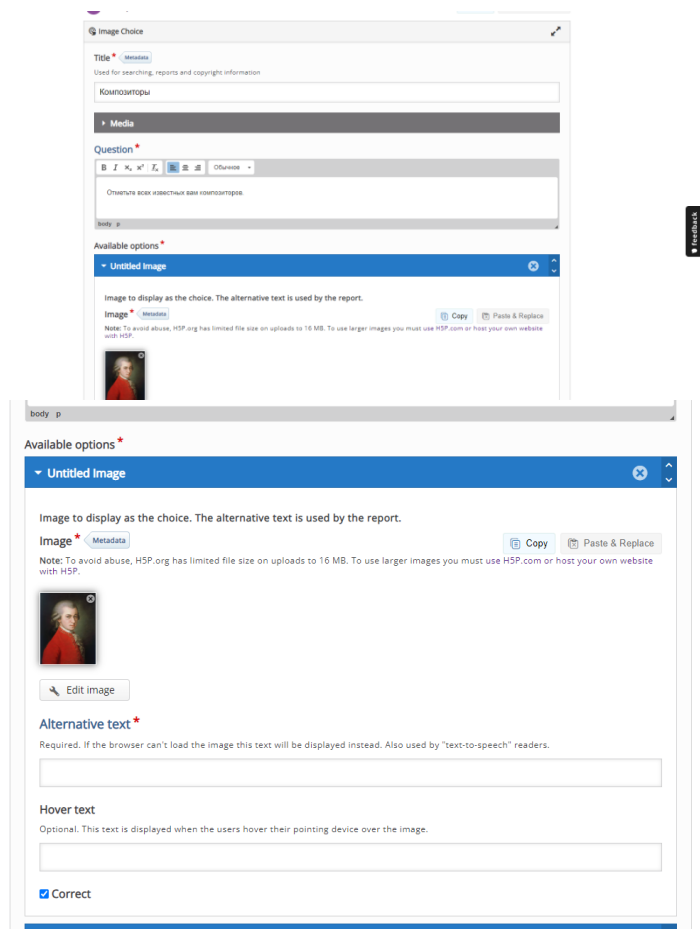 Image Choice
Title * Metadata
Used for searching, reports and copyright information
Композиторы
Media
Question *
B I x₂ x² Tx Обычное
Отметьте всех известных вам композиторов
body p
Available options *
Untitled Image
Image to display as the choice. The alternative text is used by the report.
Image * Metadata Copy Paste & Replace
Note: To avoid abuse, H5P.org has limited file size on uploads to 16 MB. To use larger images you must use H5P.com or host your own website
with H5P.
feedback
body p
Available options *
Untitled Image
Image to display as the choice. The alternative text is used by the report.
Image * Metadata Copy Paste & Replace
Note: To avoid abuse, H5P.org has limited file size on uploads to 16 MB. To use larger images you must use H5P.com or host your own website
with H5P.
Edit image
Alternative text *
Required. If the browser can't load the image this text will be displayed instead. Also used by "text-to-speech" readers.
Hover text
Optional. This text is displayed when the users hover their pointing device over the image.
Correct